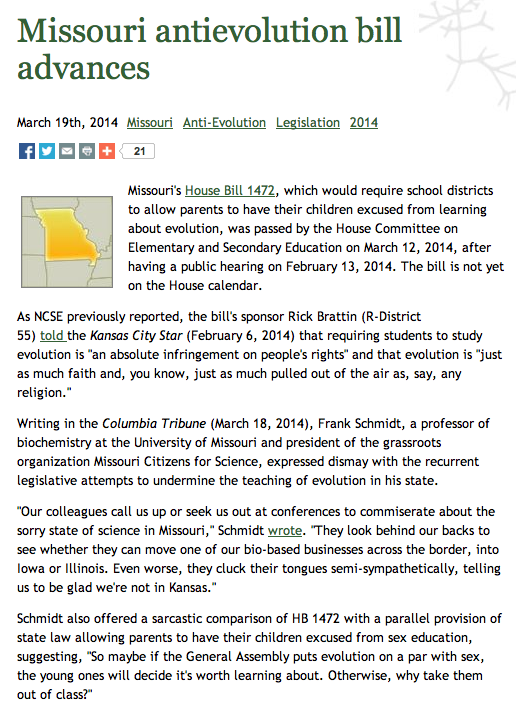 Missouri antievolution bill
advances
March 19th, 2014 Missouri Anti-Evolution Legislation 2014
21
Missouri's House Bill 1472, which would require school districts
to allow parents to have their children excused from learning
about evolution, was passed by the House Committee on
Elementary and Secondary Education on March 12, 2014, after
having a public hearing on February 13, 2014. The bill is not yet
on the House calendar.
As NCSE previously reported, the bill's sponsor Rick Brattin (R-District
55) told the Kansas City Star (February 6, 2014) that requiring students to study
evolution is "an absolute infringement on people's rights" and that evolution is "just
as much faith and, you know, just as much pulled out of the air as, say, any
religion."
Writing in the Columbia Tribune (March 18, 2014), Frank Schmidt, a professor of
biochemistry at the University of Missouri and president of the grassroots
organization Missouri Citizens for Science, expressed dismay with the recurrent
legislative attempts to undermine the teaching of evolution in his state.
"Our colleagues call us up or seek us out at conferences to commiserate about the
sorry state of science in Missouri," Schmidt wrote. "They look behind our backs to
see whether they can move one of our bio-based businesses across the border, into
Iowa or Illinois. Even worse, they cluck their tongues semi-sympathetically, telling
us to be glad we're not in Kansas."
Schmidt also offered a sarcastic comparison of HB 1472 with a parallel provision of
state law allowing parents to have their children excused from sex education,
suggesting, "So maybe if the General Assembly puts evolution on a par with sex,
the young ones will decide it's worth learning about. Otherwise, why take them
out of class?"